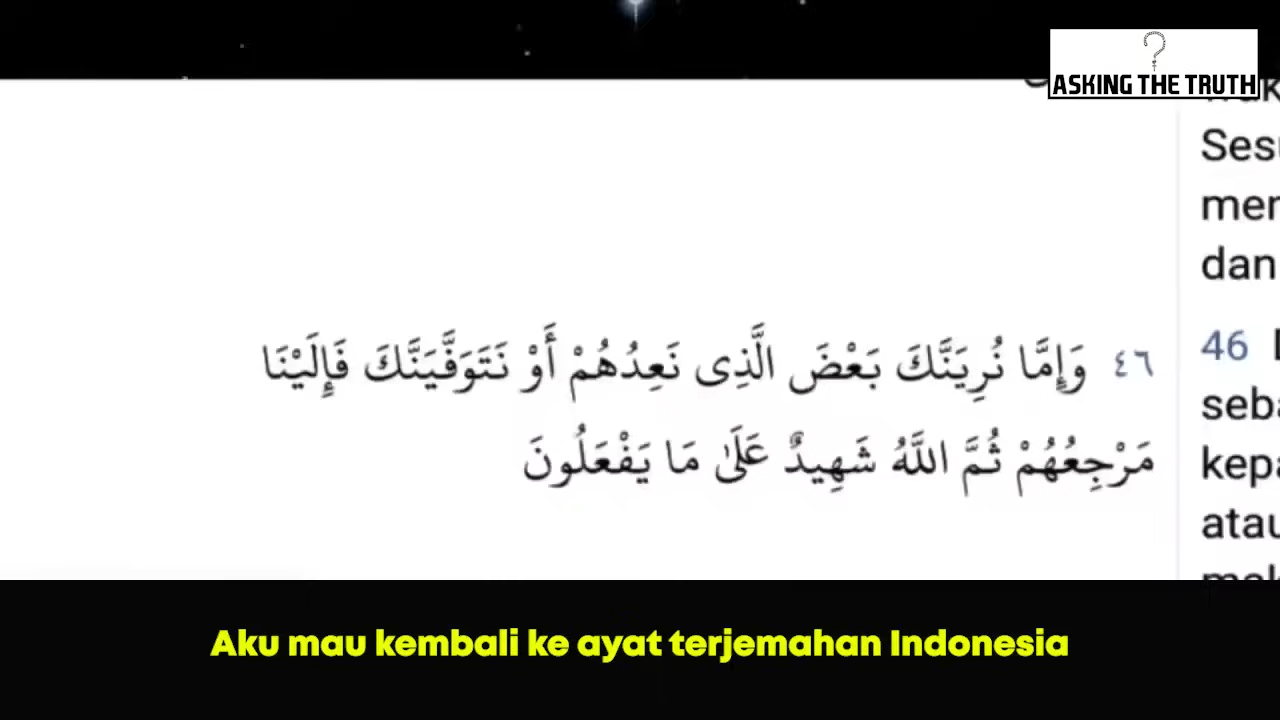 ASKING THE TRUTH
Sesu
men
dan
٤٦ وَإِمَّا نُرِيَنَّكَ بَعْضَ الَّذِى نَعِدُهُمْ أَوْ نَتَوَفَّيَنَّكَ فَإِلَيْنَا
مَرْجِعُهُمْ ثُمَّ اللَّهُ شَهِيدٌ عَلَىٰ مَا يَفْعَلُونَ
46
seba
kepa
atau
Aku mau kembali ke ayat terjemahan Indonesia